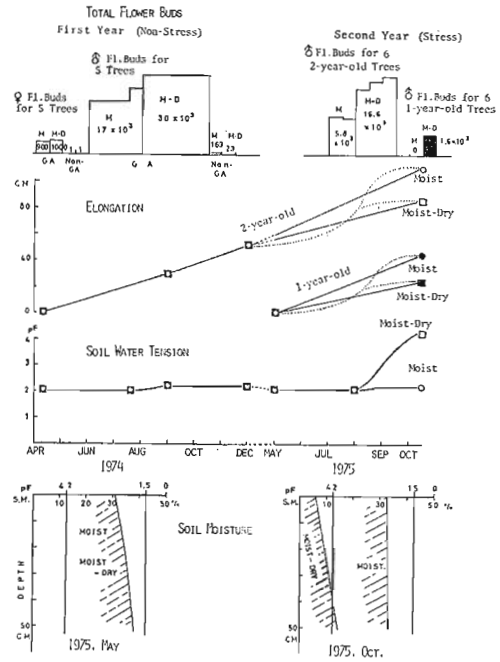 TOTAL FLOWER BUDS
First Year (Non-Stress)
Second Year (Stress)
♂ Fl.Buds for
5 Trees
♂ Fl.Buds for 6
2-year-old Trees
♀ Fl.Buds
for 5 Trees
♂ Fl.Buds for 6
1-year-old Trees
M M-D
900 1000 1,1
GA Non-GA
M
17 x 10³
M-D
30 x 10³
G A
M M-D
163 23
Non-GA
5.8 x 10³
M-D
16.6 x 10³
M
0
M-D
1,6×10³
CM
80
40
0
ELONGATION
2-year-old
Moist
Moist-Dry
1-year-old
Moist
Moist-Dry
pF
4
2
0
SOIL WATER TENSION
Moist-Dry
Moist
APR JUN AUG OCT DEC MAY JUL SEP OCT
1974 1975
pF 4 2 1,5 0
S.M. 10 20 30 50 %
MOIST
MOIST - DRY
DEPTH
50
CM
1975. May
SOIL MOISTURE
pF 4 2 1.5 0
S.M. 10 30 50 %
MOIST-DRY
MOIST.
50
CM
1975. Oct.